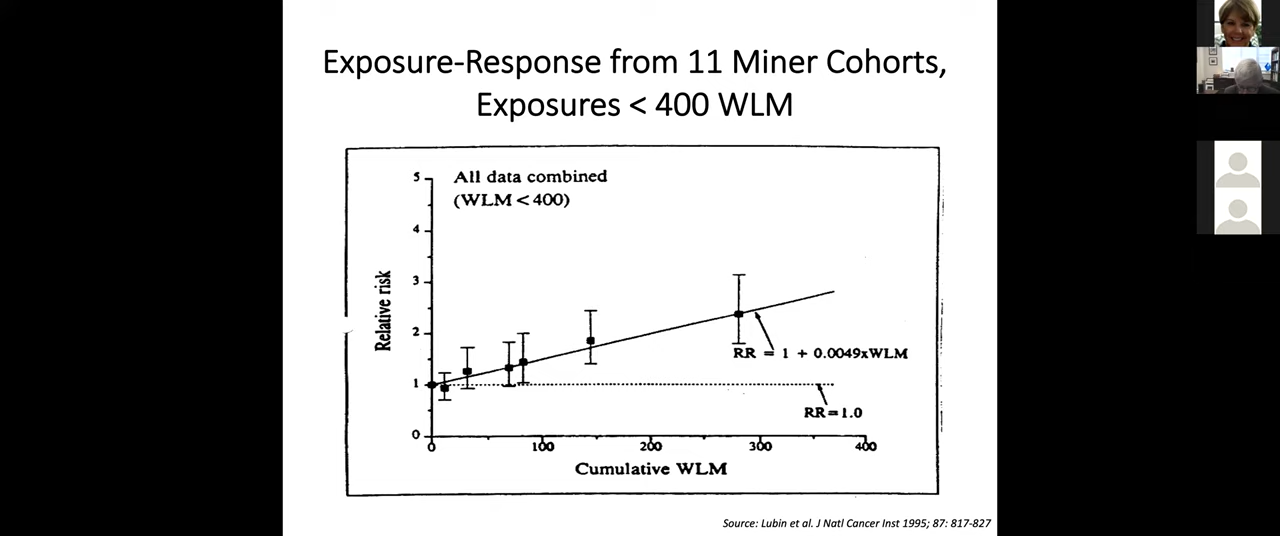 Exposure-Response from 11 Miner Cohorts,
Exposures < 400 WLM
All data combined
(WLM < 400)
5
4
3
2
1
0
Relative risk
RR = 1 + 0.0049xWLM
RR=1.0
0
100
200
300
400
Cumulative WLM
Source: Lubin et al. J Natl Cancer Inst 1995; 87: 817-827